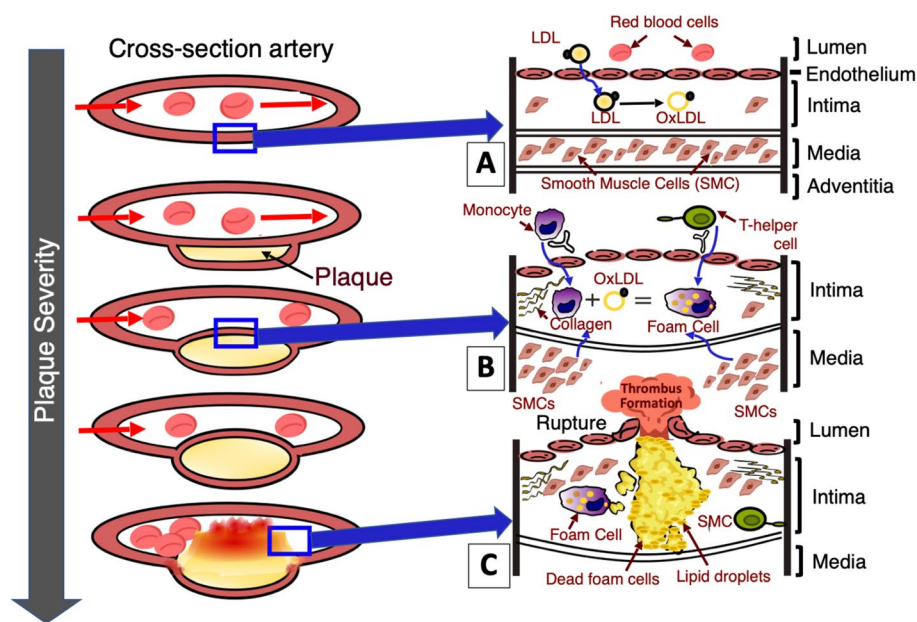 Plaque Severity
Cross-section artery
Plaque
LDL
Red blood cells
Lumen
Endothelium
LDL
OxLDL
Intima
A
Media
Smooth Muscle Cells (SMC)
Adventitia
Monocyte
T-helper
cell
OxLDL
+
=
Intima
Collagen
Foam Cell
B
Media
SMCs
SMCs
Thrombus
Formation
Rupture
Lumen
Intima
SMC
Foam Cell
C
Dead foam cells
Lipid droplets
Media